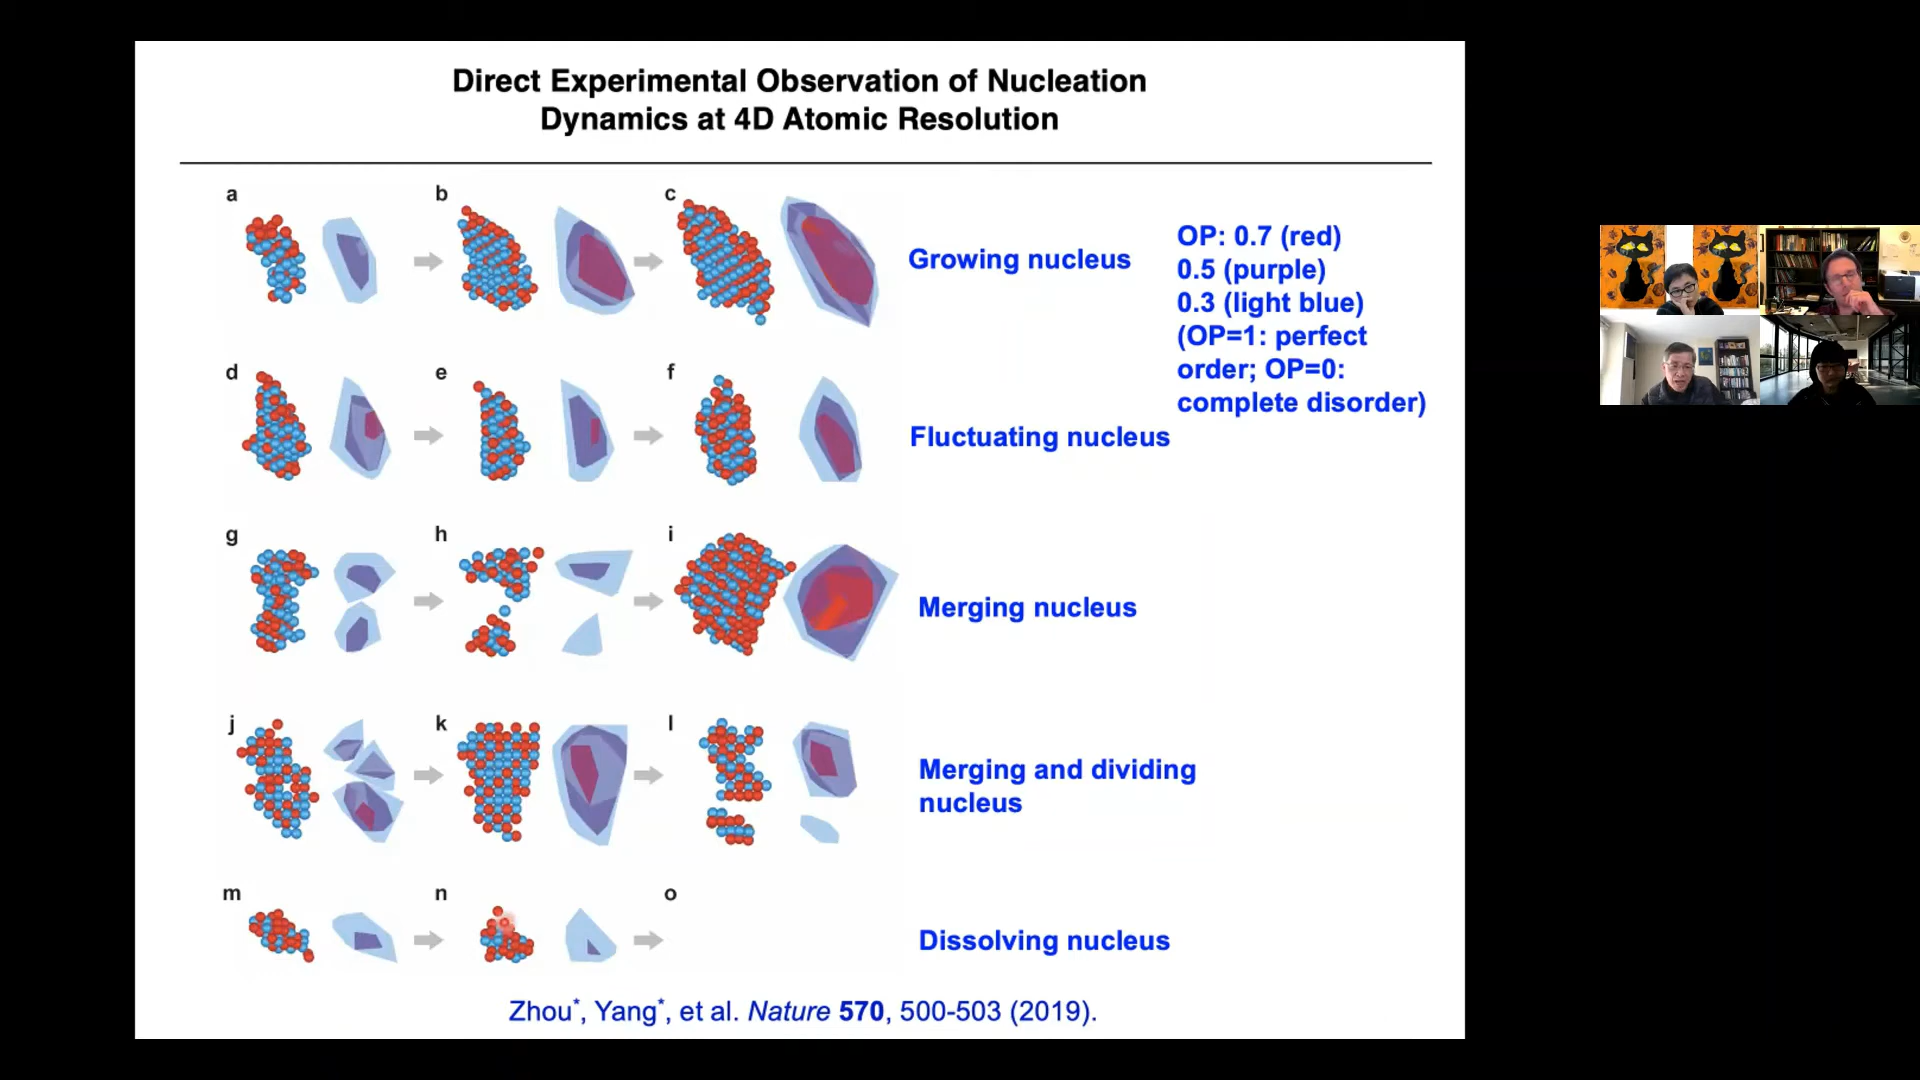 Direct Experimental Observation of Nucleation
Dynamics at 4D Atomic Resolution
a
b
c
Growing nucleus
OP: 0.7 (red)
0.5 (purple)
0.3 (light blue)
(OP=1: perfect
order; OP=0:
complete disorder)
d
e
f
Fluctuating nucleus
g
h
i
Merging nucleus
j
k
l
Merging and dividing
nucleus
m
n
o
Dissolving nucleus
Zhou*, Yang*, et al. Nature 570, 500-503 (2019).